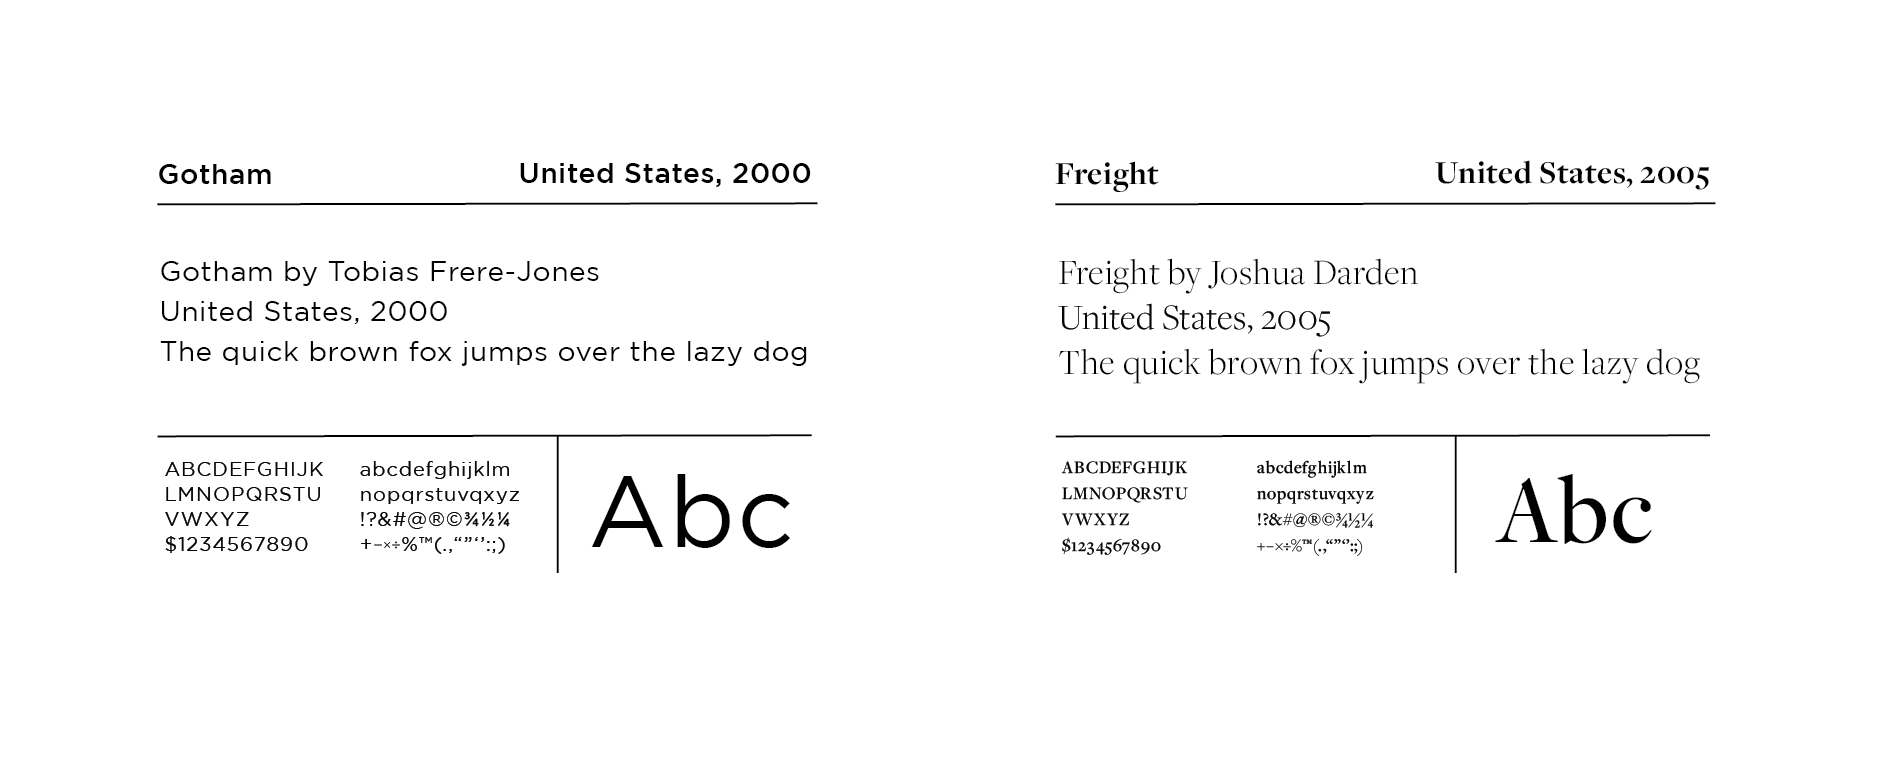 Gotham United States, 2000
Gotham by Tobias Frere-Jones
United States, 2000
The quick brown fox jumps over the lazy dog
ABCDEFGHIJK abcdefghijklm
LMNOPQRSTU nopqrstuvqxyz
VWXYZ !?&#@®©¾½¼
$1234567890 +–×÷%™(.,“”‘’:;)
Abc
Freight United States, 2005
Freight by Joshua Darden
United States, 2005
The quick brown fox jumps over the lazy dog
ABCDEFGHIJK abcdefghijklm
LMNOPQRSTU nopqrstuvqxyz
VWXYZ !?&#@®©¾½¼
$1234567890 +–×÷%™(.,“”‘’:;)
Abc